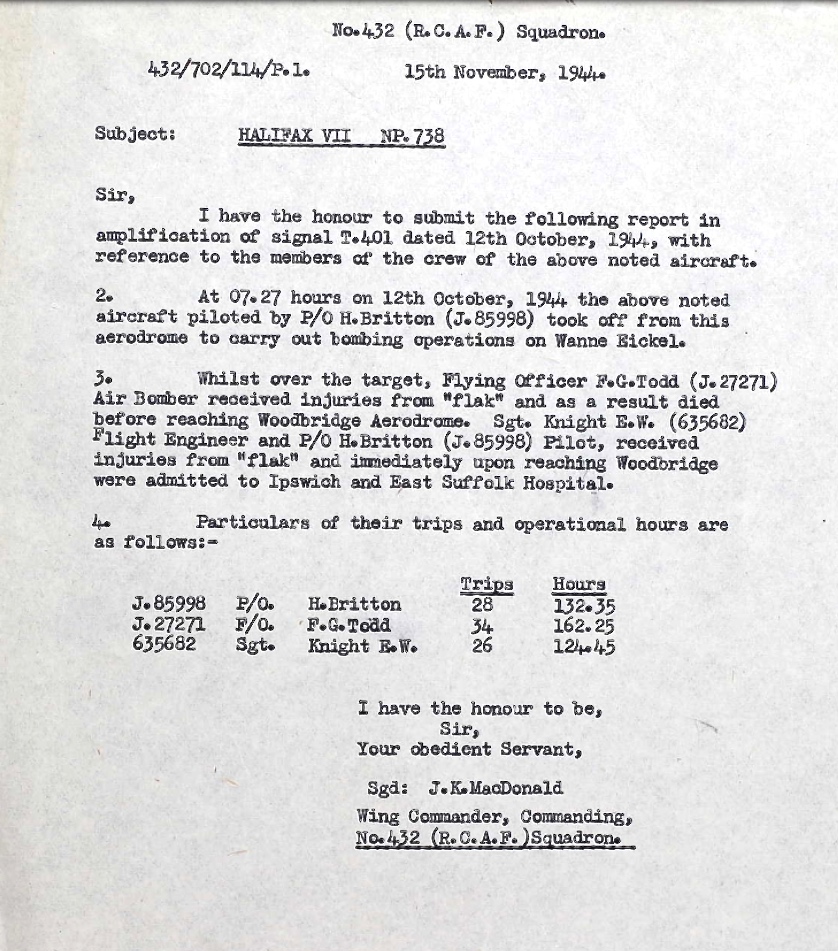 No.432 (R.C.A.F.) Squadron.
432/702/114/P.1. 15th November, 1944.
Subject: HALIFAX VII NP.738
Sir,
I have the honour to submit the following report in
amplification of signal T.401 dated 12th October, 1944, with
reference to the members of the crew of the above noted aircraft.
2. At 07.27 hours on 12th October, 1944 the above noted
aircraft piloted by P/O H.Britton (J.85998) took off from this
aerodrome to carry out bombing operations on Wanne Eickel.
3. Whilst over the target, Flying Officer F.G.Todd (J.27271)
Air Bomber received injuries from "flak" and as a result died
before reaching Woodbridge Aerodrome. Sgt. Knight E.W. (635682)
Flight Engineer and P/O H.Britton (J.85998) Pilot, received
injuries from "flak" and immediately upon reaching Woodbridge
were admitted to Ipswich and East Suffolk Hospital.
4. Particulars of their trips and operational hours are
as follows:-
Trips Hours
J.85998 P/O. H.Britton 28 132.35
J.27271 F/O. F.G.Todd 34 162.25
635682 Sgt. Knight E.W. 26 124.45
I have the honour to be,
Sir,
Your obedient Servant,
Sgd: J.K.MacDonald
Wing Commander, Commanding,
No.432 (R.C.A.F.)Squadron.